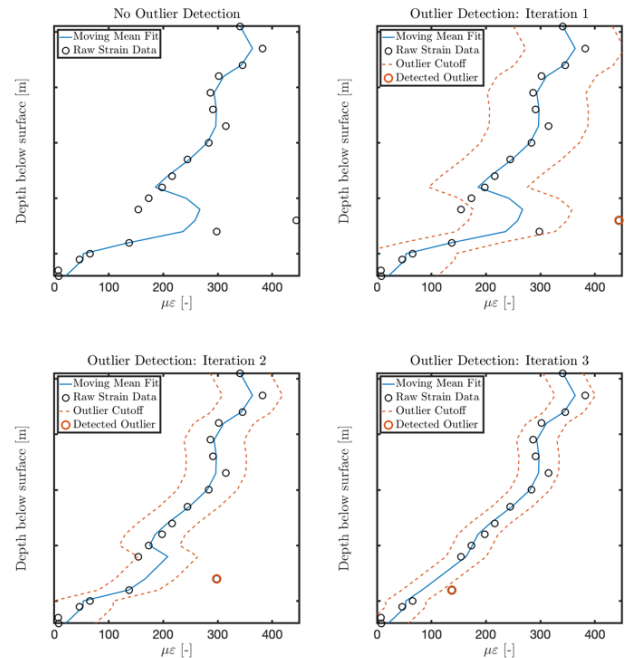 No Outlier Detection
Moving Mean Fit
Raw Strain Data
Depth below surface [m]
0 100 200 300 400
με [-]
Outlier Detection: Iteration 1
Moving Mean Fit
Raw Strain Data
Outlier Cutoff
Detected Outlier
Depth below surface [m]
0 100 200 300 400
με [-]
Outlier Detection: Iteration 2
Moving Mean Fit
Raw Strain Data
Outlier Cutoff
Detected Outlier
Depth below surface [m]
0 100 200 300 400
με [-]
Outlier Detection: Iteration 3
Moving Mean Fit
Raw Strain Data
Outlier Cutoff
Detected Outlier
Depth below surface [m]
0 100 200 300 400
με [-]